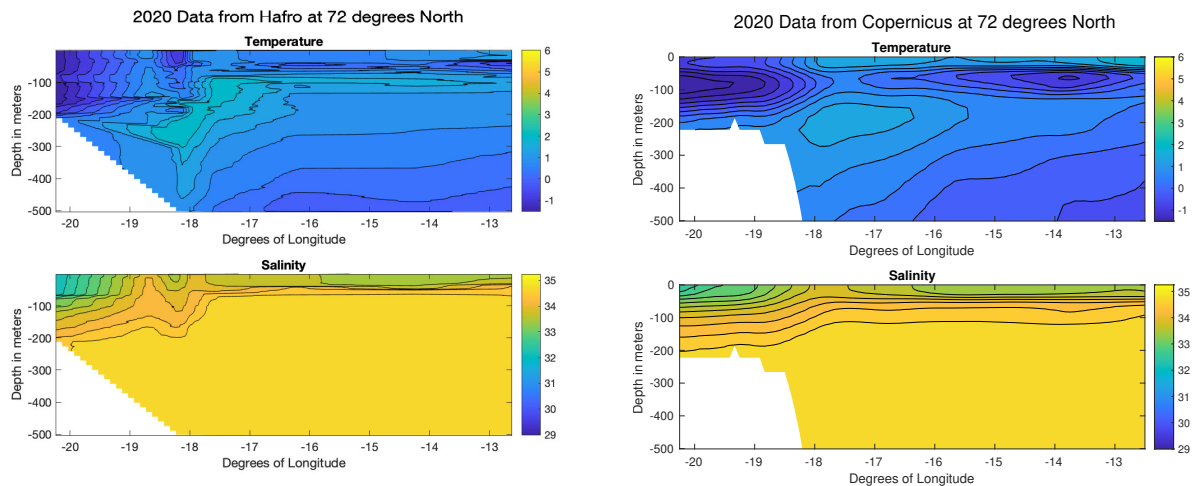 2020 Data from Hafro at 72 degrees North
Temperature
-100
-200
-300
-400
-500
Depth in meters
-20 -19 -18 -17 -16 -15 -14 -13
Degrees of Longitude
6
5
4
3
2
1
0
-1
Salinity
-100
-200
-300
-400
-500
Depth in meters
-20 -19 -18 -17 -16 -15 -14 -13
Degrees of Longitude
35
34
33
32
31
30
29
2020 Data from Copernicus at 72 degrees North
Temperature
0
-100
-200
-300
-400
-500
Depth in meters
-20 -19 -18 -17 -16 -15 -14 -13
Degrees of Longitude
6
5
4
3
2
1
0
-1
Salinity
0
-100
-200
-300
-400
-500
Depth in meters
-20 -19 -18 -17 -16 -15 -14 -13
Degrees of Longitude
35
34
33
32
31
30
29